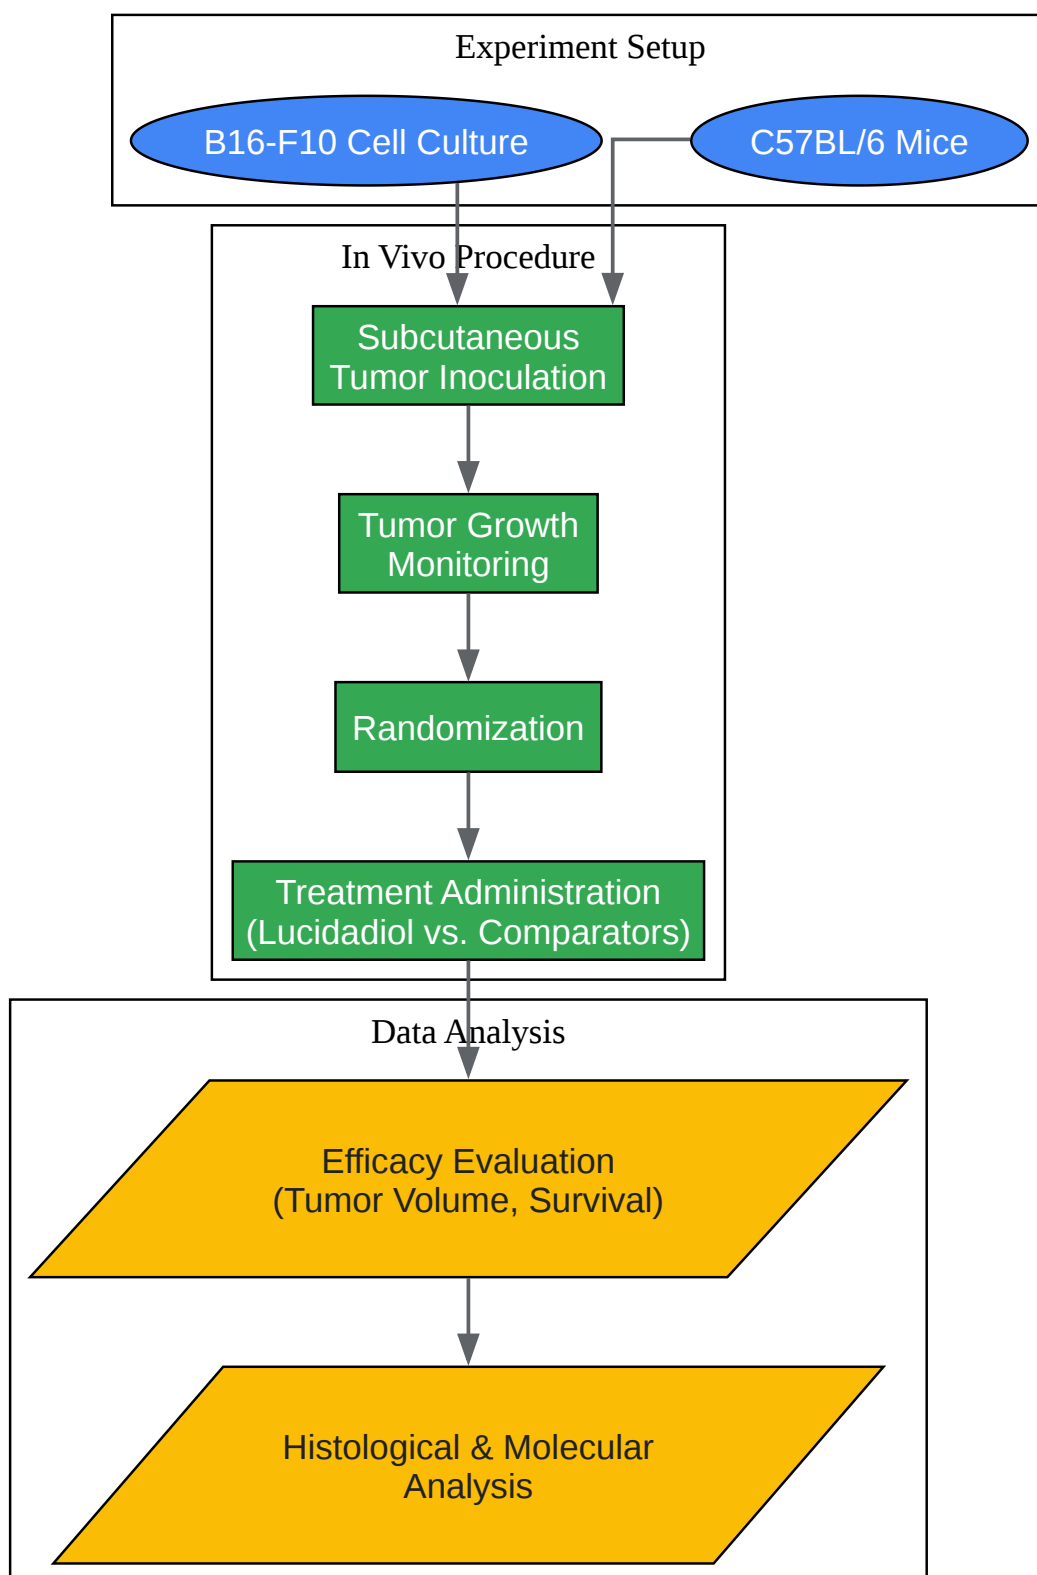 Experiment Setup
B16-F10 Cell Culture
C57BL/6 Mice
In Vivo Procedure
Subcutaneous
Tumor Inoculation
Tumor Growth
Monitoring
Randomization
Treatment Administration
(Lucidadiol vs. Comparators)
Data Analysis
Efficacy Evaluation
(Tumor Volume, Survival)
Histological & Molecular
Analysis